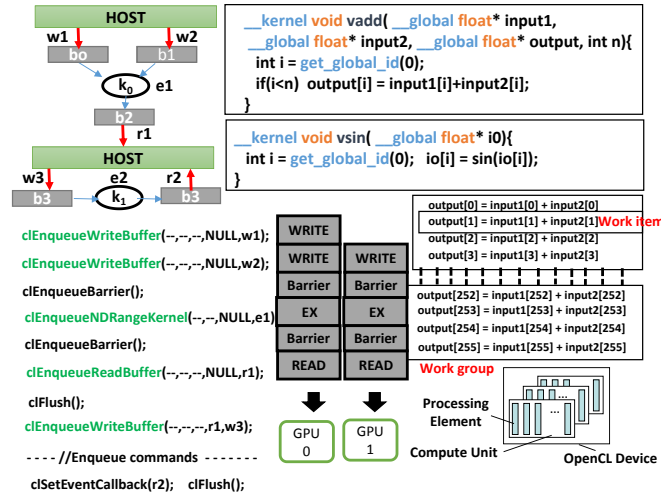 HOST
w1
w2
bo
b1
k0
e1
b2
r1
HOST
w3
e2
r2
b3
k1
b3
__kernel void vadd( __global float* input1,
__global float* input2, __global float* output, int n){
int i = get_global_id(0);
if(i<n) output[i] = input1[i]+input2[i];
}
__kernel void vsin( __global float* i0){
int i = get_global_id(0); io[i] = sin(io[i]);
}
clEnqueueWriteBuffer(--,--,--,NULL,w1);
clEnqueueWriteBuffer(--,--,--,NULL,w2);
clEnqueueBarrier();
clEnqueueNDRangeKernel(--,--,NULL,e1)
clEnqueueBarrier();
clEnqueueReadBuffer(--,--,--,NULL,r1);
clFlush();
clEnqueueWriteBuffer(--,--,--,r1,w3);
- - - - //Enqueue commands - - - - - - -
clSetEventCallback(r2); clFlush();
WRITE
WRITE
Barrier
EX
Barrier
READ
WRITE
Barrier
EX
Barrier
READ
GPU
0
GPU
1
output[0] = input1[0] + input2[0]
output[1] = input1[1] + input2[1] Work item
output[2] = input1[2] + input2[2]
output[3] = input1[3] + input2[3]
output[252] = input1[252] + input2[252]
output[253] = input1[253] + input2[253]
output[254] = input1[254] + input2[254]
output[255] = input1[255] + input2[255]
Work group
Processing
Element
...
Compute Unit
OpenCL Device